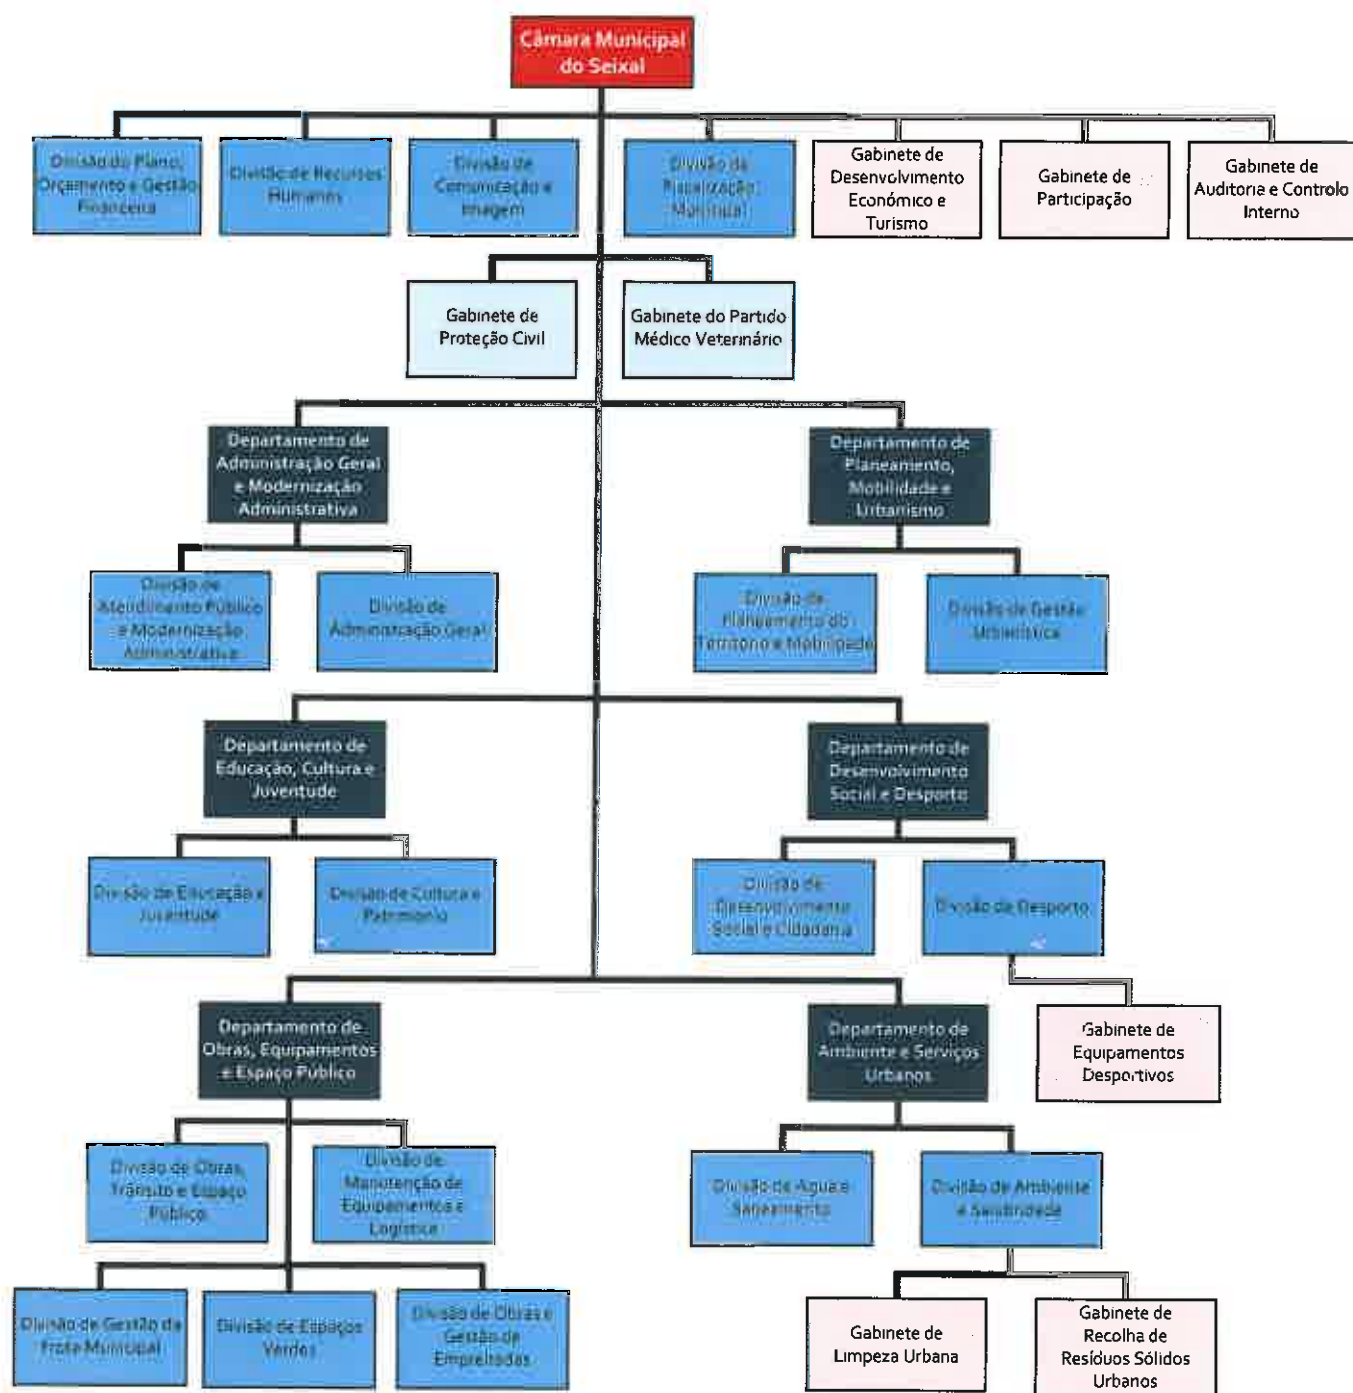 Câmara Municipal
do Seixal
Divisão do Plano,
Orçamento e Gestão
Financeira
Divisão de Recursos
Humanos
Divisão de
Comunicação e
Imagem
Divisão de
Fiscalização
Municipal
Gabinete de
Desenvolvimento
Económico e
Turismo
Gabinete de
Participação
Gabinete de
Auditoria e Controlo
Interno
Gabinete de
Proteção Civil
Gabinete do Partido
Médico Veterinário
Departamento de
Administração Geral
e Modernização
Administrativa
Departamento de
Planeamento,
Mobilidade e
Urbanismo
Divisão de
Atendimento Público
e Modernização
Administrativa
Divisão de
Administração Geral
Divisão de
Planeamento do
Território e Mobilidade
Divisão de Gestão
Urbanística
Departamento de
Educação, Cultura e
Juventude
Departamento de
Desenvolvimento
Social e Desporto
Divisão de Educação e
Juventude
Divisão de Cultura e
Património
Divisão de
Desenvolvimento
Social e Cidadania
Divisão de Desporto
Gabinete de
Equipamentos
Desportivos
Departamento de
Obras, Equipamentos
e Espaço Público
Departamento de
Ambiente e Serviços
Urbanos
Divisão de Obras,
Trânsito e Espaço
Público
Divisão de
Manutenção de
Equipamentos e
Logística
Divisão de Água e
Saneamento
Divisão de Ambiente
e Salubridade
Divisão de Gestão da
Frota Municipal
Divisão de Espaços
Verdes
Divisão de Obras e
Gestão de
Empreitadas
Gabinete de
Limpeza Urbana
Gabinete de
Recolha de
Resíduos Sólidos
Urbanos